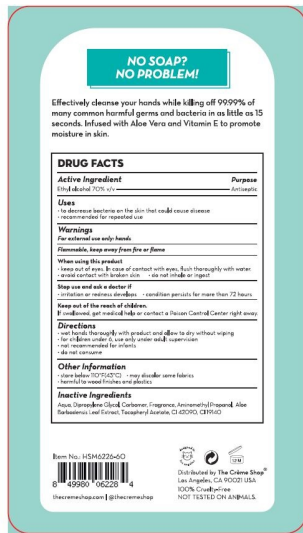 NO SOAP?
NO PROBLEM!
Effectively cleanse your hands while killing off 99.99% of
many common harmful germs and bacteria in as little as 15
seconds. Infused with Aloe Vera and Vitamin E to promote
moisture in skin.
DRUG FACTS
Active Ingredient Purpose
Ethyl alcohol 70% v/v Antiseptic
Uses
• to decrease bacteria on the skin that could cause disease
• recommended for repeated use
Warnings
For external use only: hands
Flammable, keep away from fire or flame
When using this product
• keep out of eyes. In case of contact with eyes, flush thoroughly with water
• avoid contact with broken skin • do not inhale or ingest
Stop use and ask a doctor if
• irritation or redness develops • condition persists for more than 72 hours
Keep out of the reach of children.
If swallowed, get medical help or contact a Poison Control Center right away.
Directions
• wet hands thoroughly with product and allow to dry without wiping
• for children under 6, use only under adult supervision
• not recommended for infants
• do not consume
Other Information
• store below 110°F(43°C) • may discolor some fabrics
• harmful to wood finishes and plastics
Inactive Ingredients
Aqua, Dipropylene Glycol, Carbomer, Fragrance, Aminomethyl Propanol, Aloe
Barbadensis Leaf Extract, Tocopheryl Acetate, CI 42090, CI 19140
Item No.: HSM6226-60
8 49980 06228 4
thecremeshop.com | @thecremeshop
12 M
Distributed by The Crème Shop®
Los Angeles, CA 90021 USA
100% Cruelty-Free
NOT TESTED ON ANIMALS.